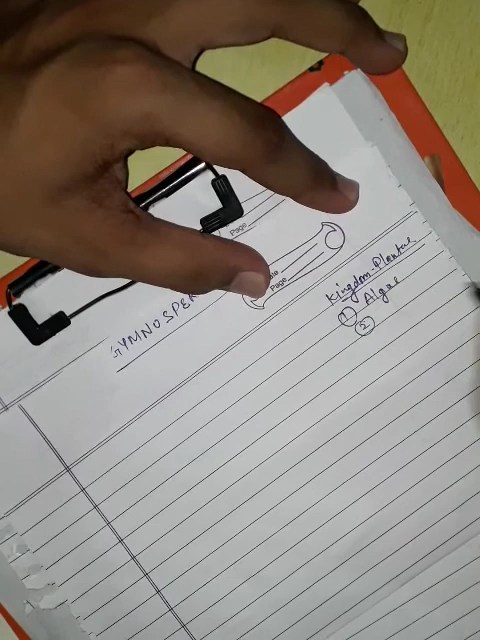 Page
Page
GYMNOSPER
Kingdom-Plantae
① Algae
②